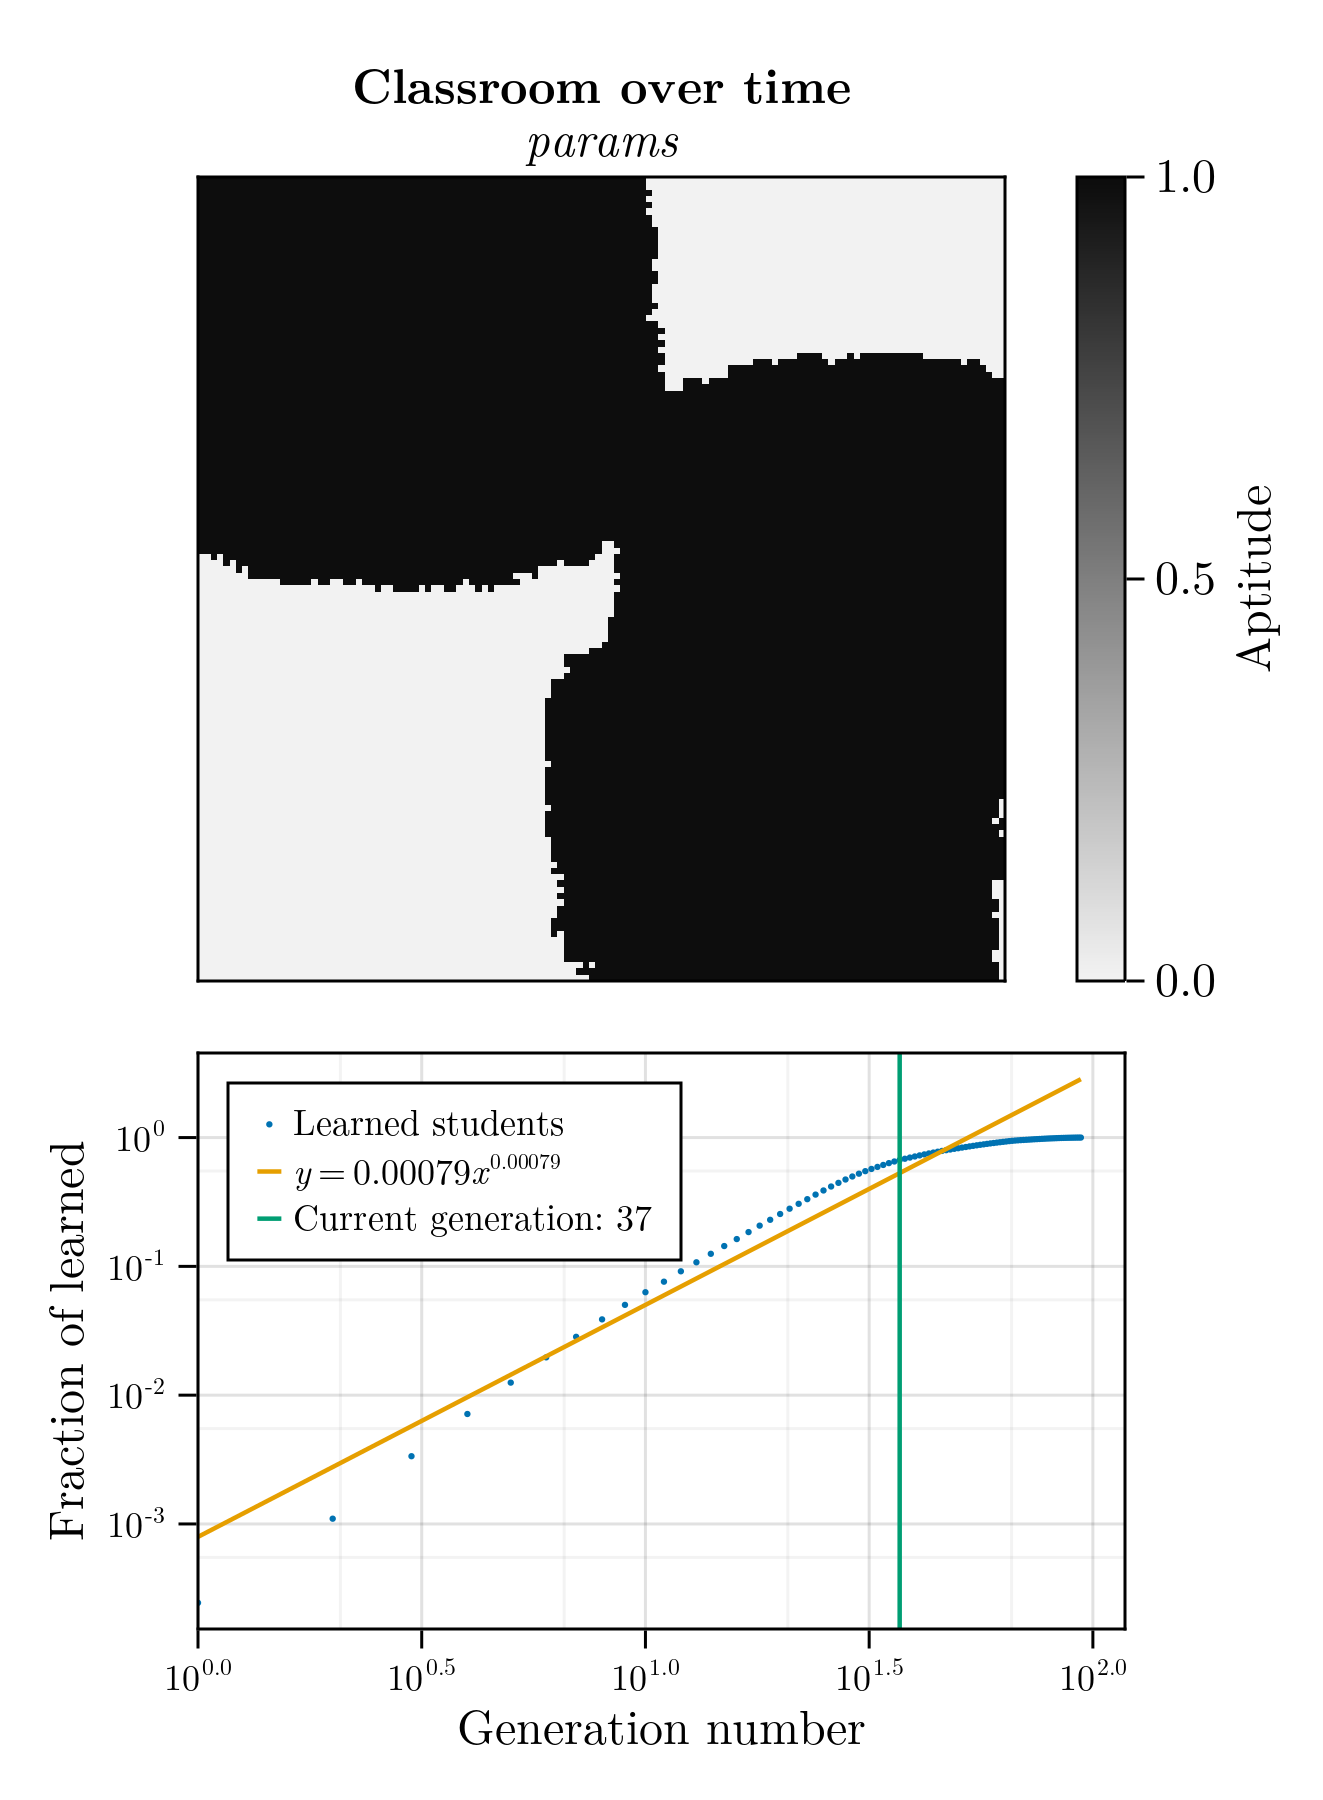 Classroom over time
params
1.0
0.5
0.0
Aptitude
Learned students
y = 0.00079x^0.00079
Current generation: 37
10^0
10^-1
10^-2
10^-3
Fraction of learned
10^0.0 10^0.5 10^1.0 10^1.5 10^2.0
Generation number